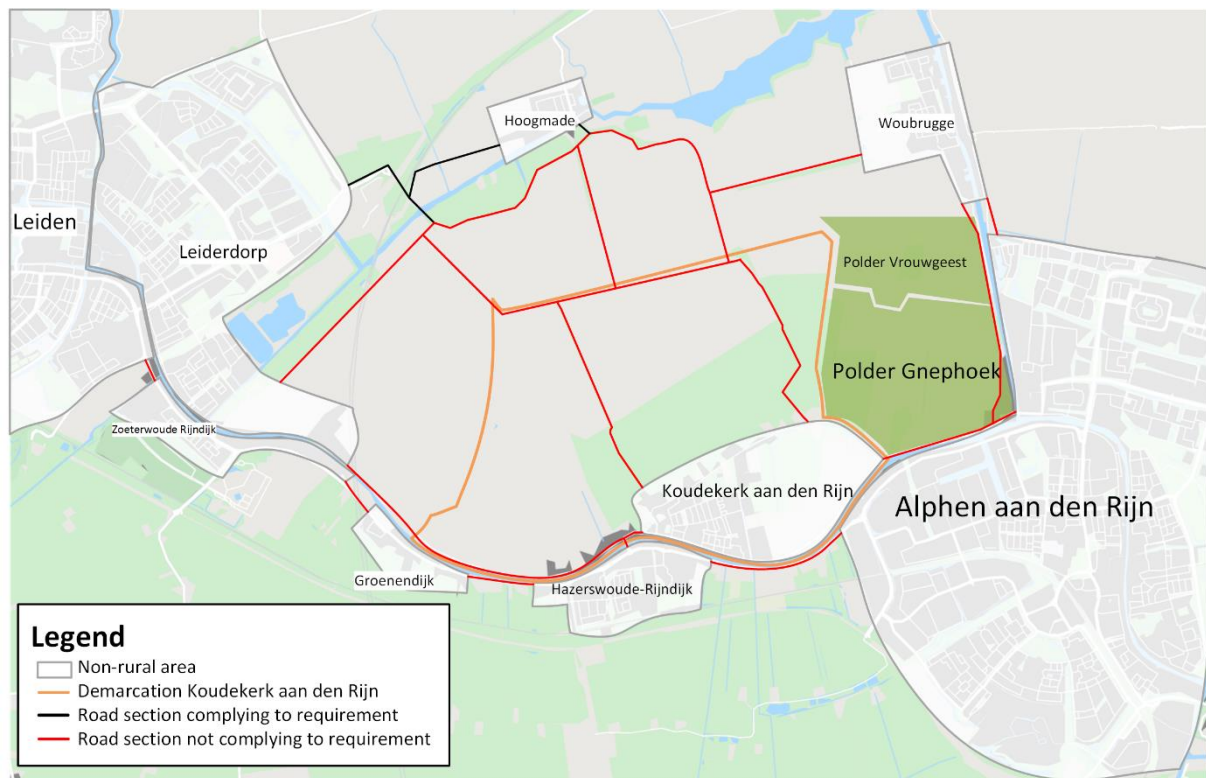 Hoogmade
Woubrugge
Leiden
Leiderdorp
Polder Vrouwgeest
Polder Gnephoek
Zoeterwoude Rijndijk
Koudekerk aan den Rijn
Alphen aan den Rijn
Groenendijk
Hazerswoude-Rijndijk
Legend
Non-rural area
Demarcation Koudekerk aan den Rijn
Road section complying to requirement
Road section not complying to requirement